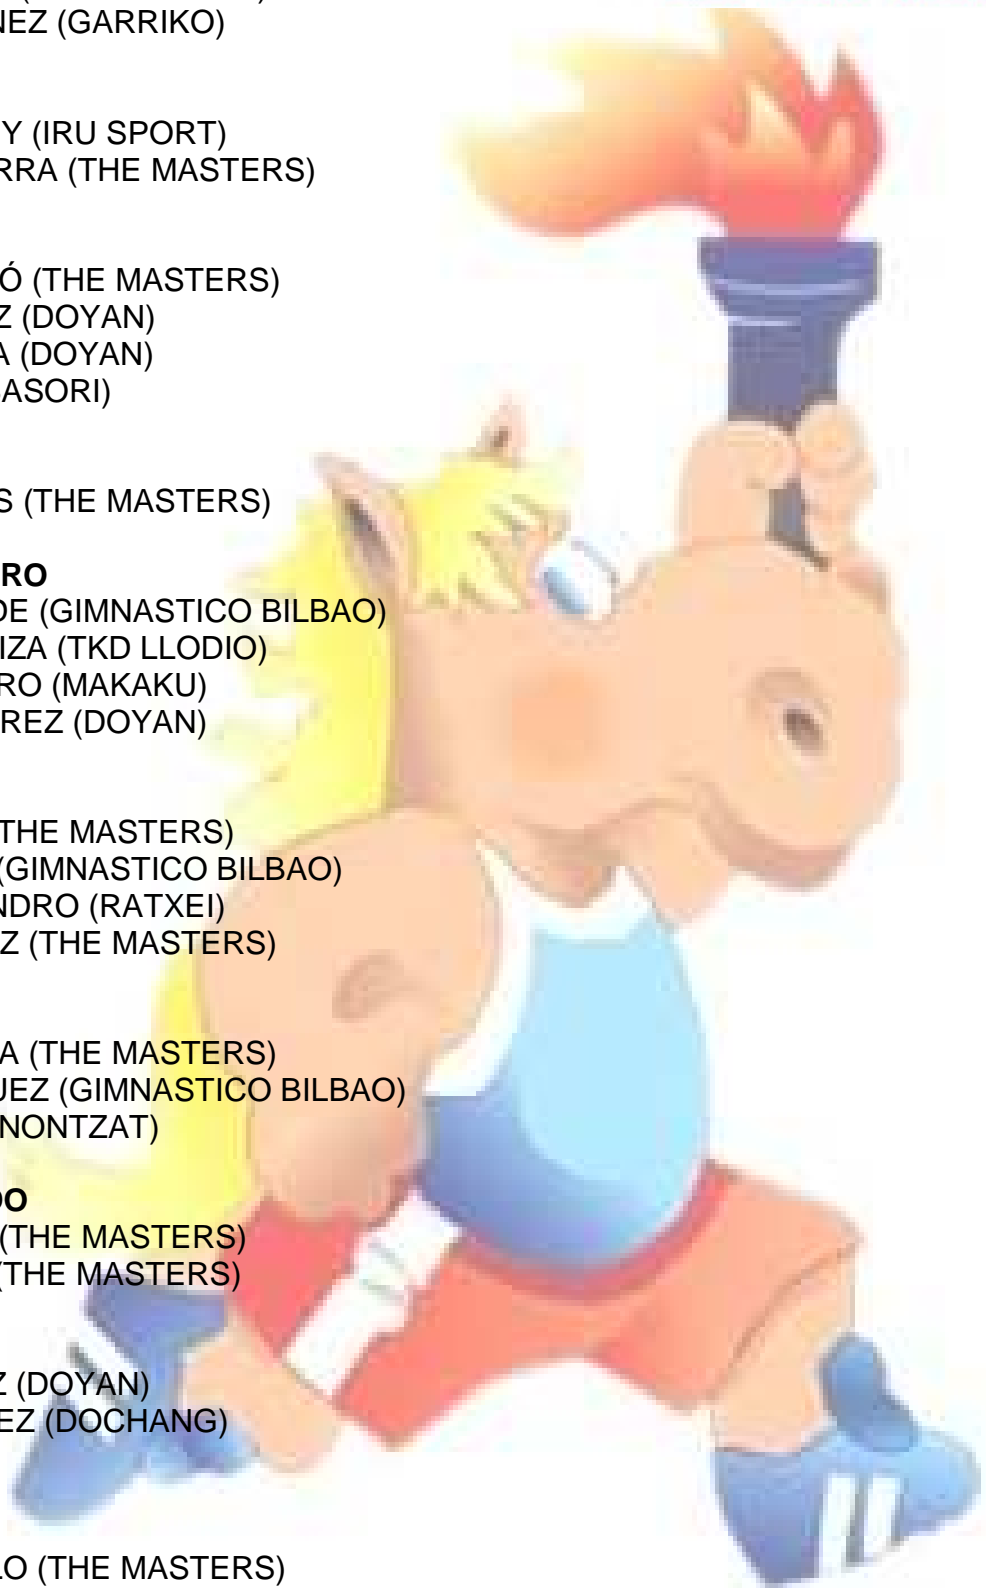 NEZ (GARRIKO)
Y (IRU SPORT)
RRA (THE MASTERS)
Ó (THE MASTERS)
Z (DOYAN)
A (DOYAN)
BASORI)
S (THE MASTERS)
RO
DE (GIMNASTICO BILBAO)
IZA (TKD LLODIO)
RO (MAKAKU)
REZ (DOYAN)
THE MASTERS)
(GIMNASTICO BILBAO)
NDRO (RATXEI)
Z (THE MASTERS)
A (THE MASTERS)
UEZ (GIMNASTICO BILBAO)
NONTZAT)
DO
(THE MASTERS)
(THE MASTERS)
Z (DOYAN)
EZ (DOCHANG)
LO (THE MASTERS)